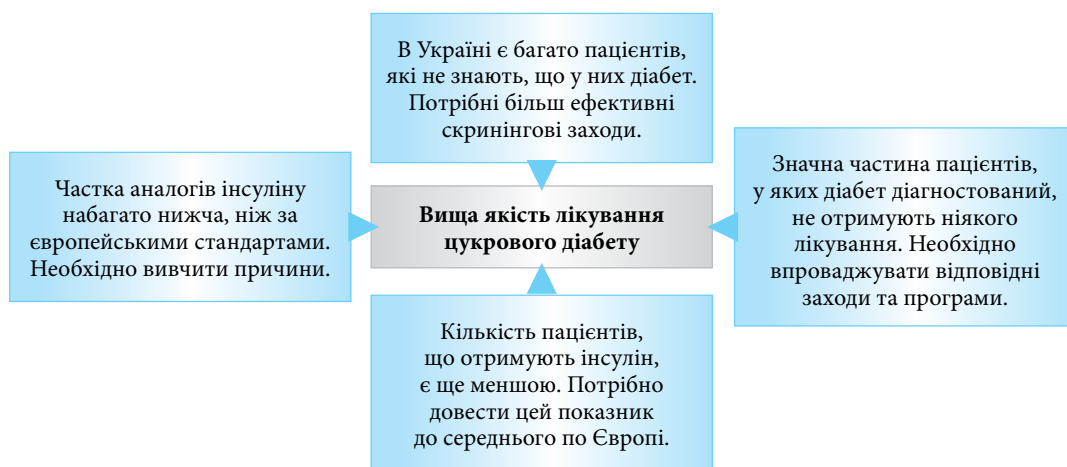 В Україні є багато пацієнтів,
які не знають, що у них діабет.
Потрібні більш ефективні
скринінгові заходи.
Частка аналогів інсуліну
набагато нижча, ніж за
європейськими стандартами.
Необхідно вивчити причини.
Вища якість лікування
цукрового діабету
Значна частина пацієнтів,
у яких діабет діагностований,
не отримують ніякого
лікування. Необхідно
впроваджувати відповідні
заходи та програми.
Кількість пацієнтів,
що отримують інсулін,
є ще меншою. Потрібно
довести цей показник
до середнього по Європі.